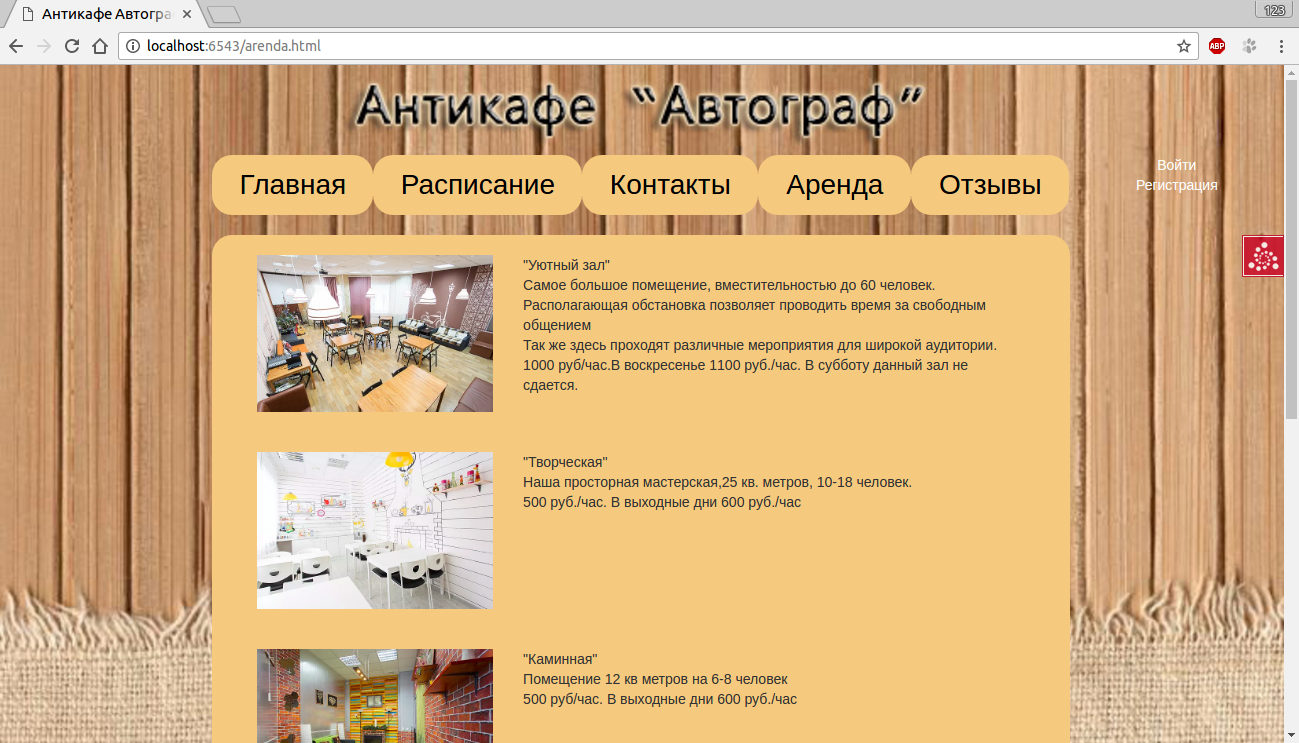 Антикафе Автогра
123
localhost:6543/arenda.html
ABP
Антикафе “Автограф”
Главная
Расписание
Контакты
Аренда
Отзывы
Войти
Регистрация
"Уютный зал"
Самое большое помещение, вместительностью до 60 человек.
Располагающая обстановка позволяет проводить время за свободным
общением
Так же здесь проходят различные мероприятия для широкой аудитории.
1000 руб/час.В воскресенье 1100 руб./час. В субботу данный зал не
сдается.
"Творческая"
Наша просторная мастерская,25 кв. метров, 10-18 человек.
500 руб./час. В выходные дни 600 руб./час
"Каминная"
Помещение 12 кв метров на 6-8 человек
500 руб/час. В выходные дни 600 руб./час